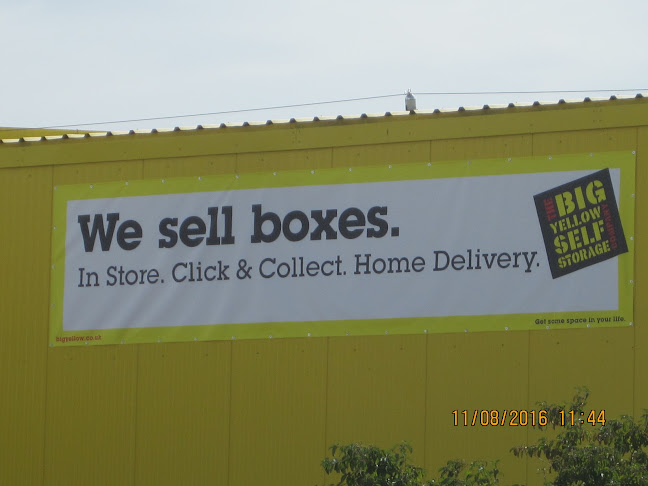 We sell boxes.
In Store. Click & Collect. Home Delivery.
THE
BIG
YELLOW
SELF
STORAGE
COMPANY
bigyellow.co.uk
Get some space in your life.
11/08/2016 11:44